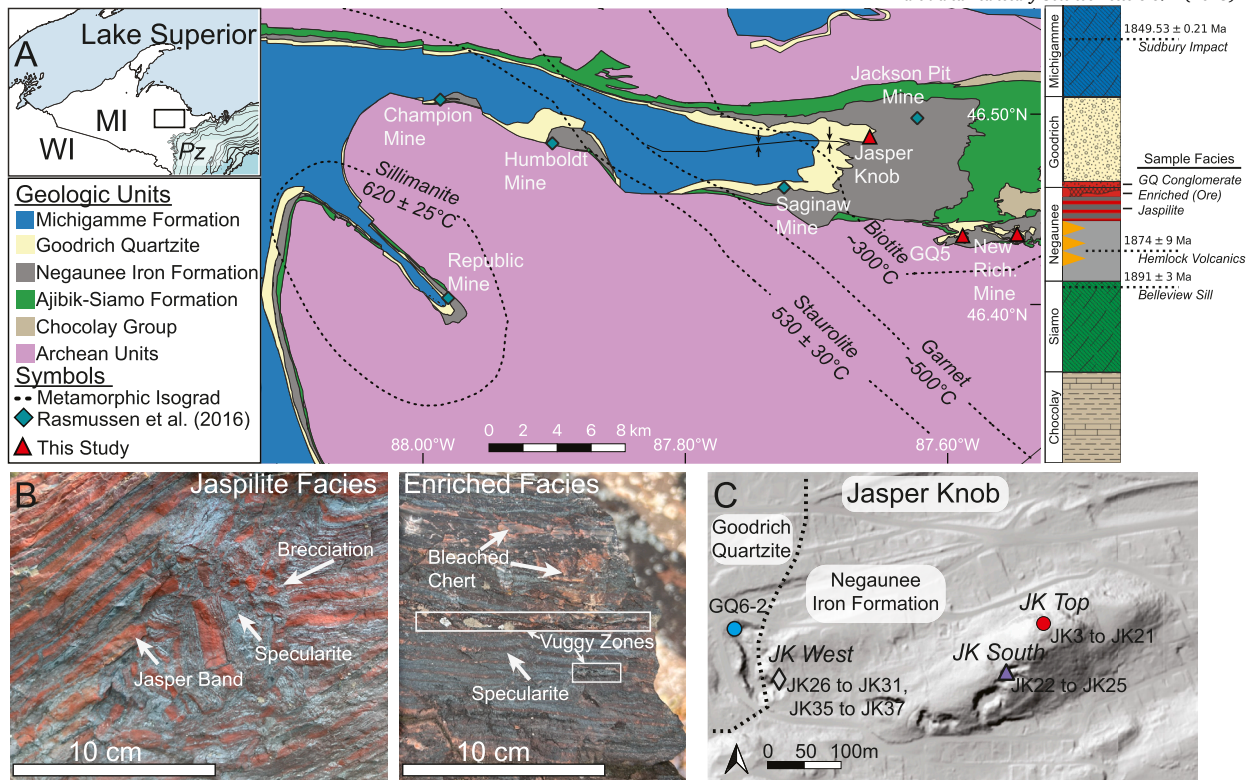 A
Lake Superior
MI
WI
Pz
Geologic Units
Michigamme Formation
Goodrich Quartzite
Negaunee Iron Formation
Ajibik-Siamo Formation
Chocolay Group
Archean Units
Symbols
Metamorphic Isograd
Rasmussen et al. (2016)
This Study
Champion
Mine
Humboldt
Mine
Jackson Pit
Mine
46.50°N
Jasper
Knob
Saginaw
Mine
Sillimanite
620 ± 25°C
Republic
Mine
Biotite
~300°C
GQ5
New
Rich.
Mine
46.40°N
Staurolite
530 ± 30°C
Garnet
~500°C
0 2 4 6 8 km
88.00°W
87.80°W
87.60°W
Michigamme
Goodrich
Negaunee
Siamo
Chocolay
1849.53 ± 0.21 Ma
Sudbury Impact
Sample Facies
GQ Conglomerate
Enriched (Ore)
Jaspilite
1874 ± 9 Ma
Hemlock Volcanics
1891 ± 3 Ma
Belleview Sill
B
Jaspilite Facies
Brecciation
Specularite
Jasper Band
10 cm
Enriched Facies
Bleached
Chert
Vuggy Zones
Specularite
10 cm
C
Jasper Knob
Goodrich
Quartzite
Negaunee
Iron Formation
GQ6-2
JK Top
JK3 to JK21
JK West
JK26 to JK31,
JK35 to JK37
JK South
JK22 to JK25
0 50 100m